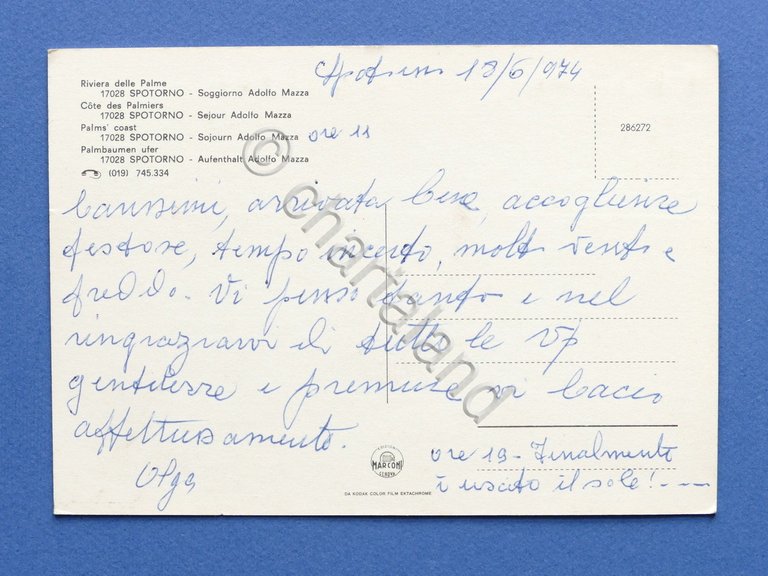 Spotorno 13/6/974
Riviera delle Palme
17028 SPOTORNO - Soggiorno Adolfo Mazza
Côte des Palmiers
17028 SPOTORNO - Sejour Adolfo Mazza
Palms' coast
17028 SPOTORNO - Sojourn Adolfo Mazza
Palmbaumen ufer
17028 SPOTORNO - Aufenthalt Adolfo Mazza
(019) 745.334
ore 11
286272
Carissimi, arrivata bene, accoglienze
festose, tempo incerto, molto vento e
freddo. Vi penso tanto e nel
ringraziarvi di tutte le vs
gentilezze e premure vi bacio
affettuosamente.
Olga
ore 19 - Finalmente
è uscito il sole! ---
EDIZIONI
MARCONI
GENOVA
DA KODAK COLOR FILM EKTACHROME
© chartaland